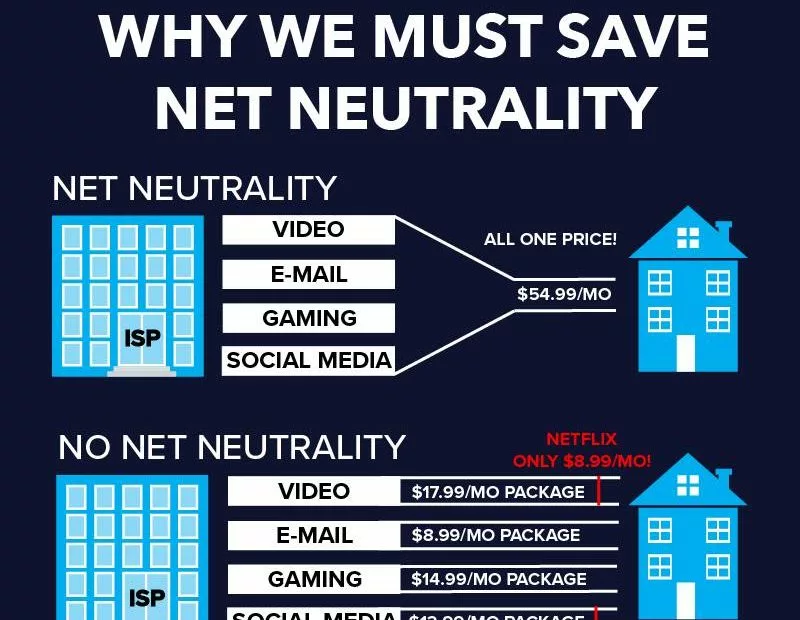 WHY WE MUST SAVE
NET NEUTRALITY
NET NEUTRALITY
VIDEO
E-MAIL
GAMING
SOCIAL MEDIA
ISP
ALL ONE PRICE!
$54.99/MO
NO NET NEUTRALITY
NETFLIX
ONLY $8.99/MO!
VIDEO $17.99/MO PACKAGE
E-MAIL $8.99/MO PACKAGE
GAMING $14.99/MO PACKAGE
ISP
SOCIAL MEDIA /MO PACKAGE